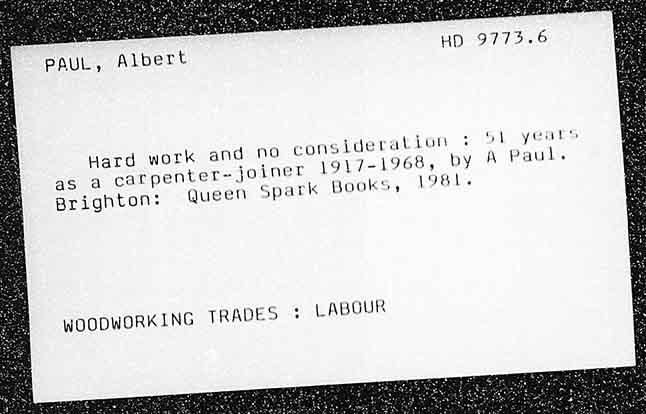 PAUL, Albert
HD 9773.6
Hard work and no consideration : 51 years
as a carpenter-joiner 1917-1968, by A Paul.
Brighton: Queen Spark Books, 1981.
WOODWORKING TRADES : LABOUR